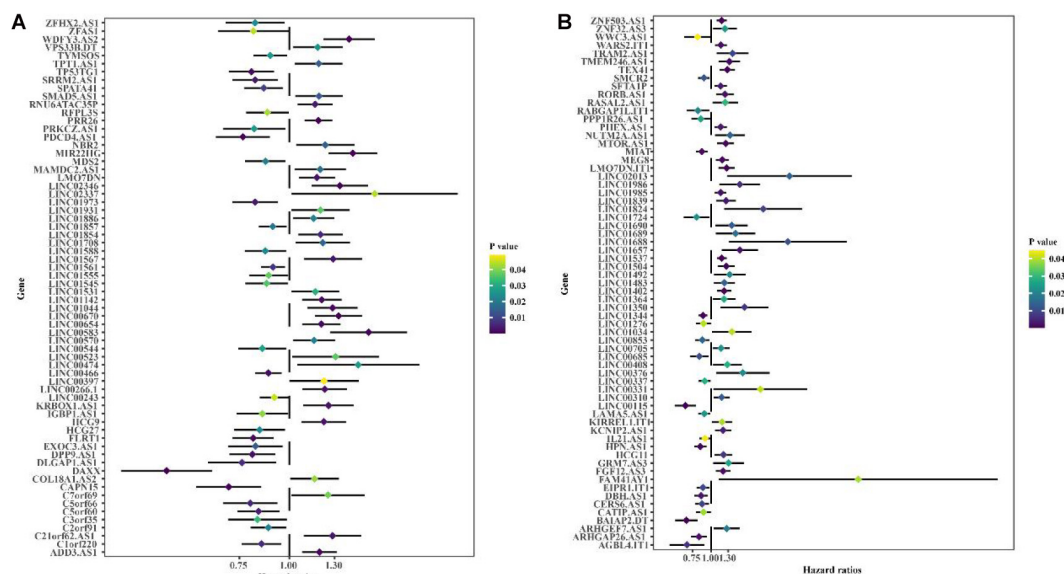 A
ZFHX2.AS1
ZFAS1
WDFY3.AS2
VPS33B.DT
TYMSOS
TPT1.AS1
TP53TG1
SRRM2.AS1
SPATA41
SMAD5.AS1
RNU6ATAC35P
RFPL3S
PRR26
PRKCZ.AS1
PDCD4.AS1
NBR2
MIR22HG
MDS2
MAMDC2.AS1
LMO7DN
LINC02346
LINC02337
LINC01973
LINC01931
LINC01886
LINC01857
LINC01854
LINC01708
LINC01588
LINC01567
LINC01561
LINC01555
LINC01545
LINC01531
LINC01142
LINC01044
LINC00670
LINC00654
LINC00583
LINC00570
LINC00544
LINC00523
LINC00474
LINC00466
LINC00397
LINC00266.1
LINC00243
KRBOX1.AS1
IGBP1.AS1
HCG9
HCG27
FLRT1
EXOC3.AS1
DPP9.AS1
DLGAP1.AS1
DAXX
COL18A1.AS2
CAPN15
C7orf69
C5orf66
C5orf60
C3orf35
C2orf91
C21orf62.AS1
C1orf220
ADD3.AS1
Gene
0.75 1.00 1.30
P value
0.04
0.03
0.02
0.01
B
ZNF503.AS1
ZNF32.AS3
WWC3.AS1
WARS2.IT1
TRAM2.AS1
TMEM246.AS1
TEX41
SMCR2
SFTA1P
RORB.AS1
RASAL2.AS1
RABGAP1L.IT1
PPP1R26.AS1
PHEX.AS1
NUTM2A.AS1
MTOR.AS1
MIAT
MEG8
LMO7DN.IT1
LINC02013
LINC01986
LINC01985
LINC01839
LINC01824
LINC01724
LINC01690
LINC01689
LINC01688
LINC01657
LINC01537
LINC01504
LINC01492
LINC01483
LINC01402
LINC01364
LINC01350
LINC01344
LINC01276
LINC01034
LINC00853
LINC00705
LINC00685
LINC00408
LINC00376
LINC00337
LINC00331
LINC00310
LINC00115
LAMA5.AS1
KIRREL1.IT1
KCNIP2.AS1
IL21.AS1
HPN.AS1
HCG11
GRM7.AS3
FGF12.AS3
FAM41AY1
EIPR1.IT1
DBH.AS1
CERS6.AS1
CATIP.AS1
BAIAP2.DT
ARHGEF7.AS1
ARHGAP26.AS1
AGBL4.IT1
Gene
0.75 1.00 1.30
Hazard ratios
P value
0.04
0.03
0.02
0.01